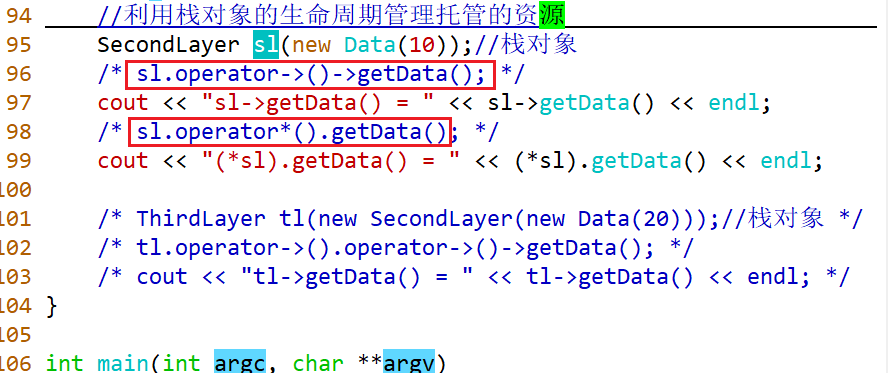 94 //利用栈对象的生命周期管理托管的资源
95 SecondLayer sl(new Data(10));//栈对象
96 /* sl.operator->()->getData(); */
97 cout << "sl->getData() = " << sl->getData() << endl;
98 /* sl.operator*().getData(); */
99 cout << "(*sl).getData() = " << (*sl).getData() << endl;
100
101 /* ThirdLayer tl(new SecondLayer(new Data(20)));//栈对象 */
102 /* tl.operator->().operator->()->getData(); */
103 /* cout << "tl->getData() = " << tl->getData() << endl; */
104 }
105
106 int main(int argc, char **argv)